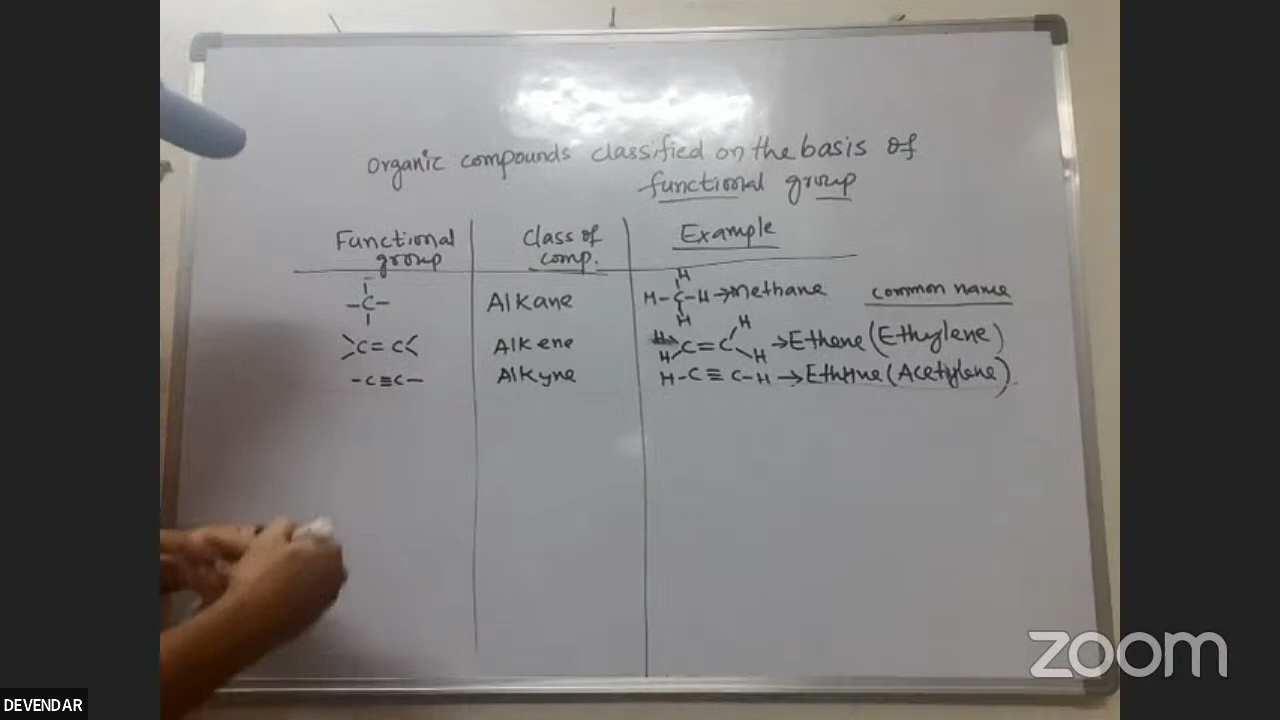 Organic compounds classified on the basis of
functional group
Functional group
Class of comp.
Example
common name
-C-
Alkane
H
H-C-H → Methane
H
>C=C<
Alkene
H
H C=C H → Ethene (Ethylene)
-C≡C-
Alkyne
H-C≡C-H → (Acetylene)
zoom
DEVENDAR